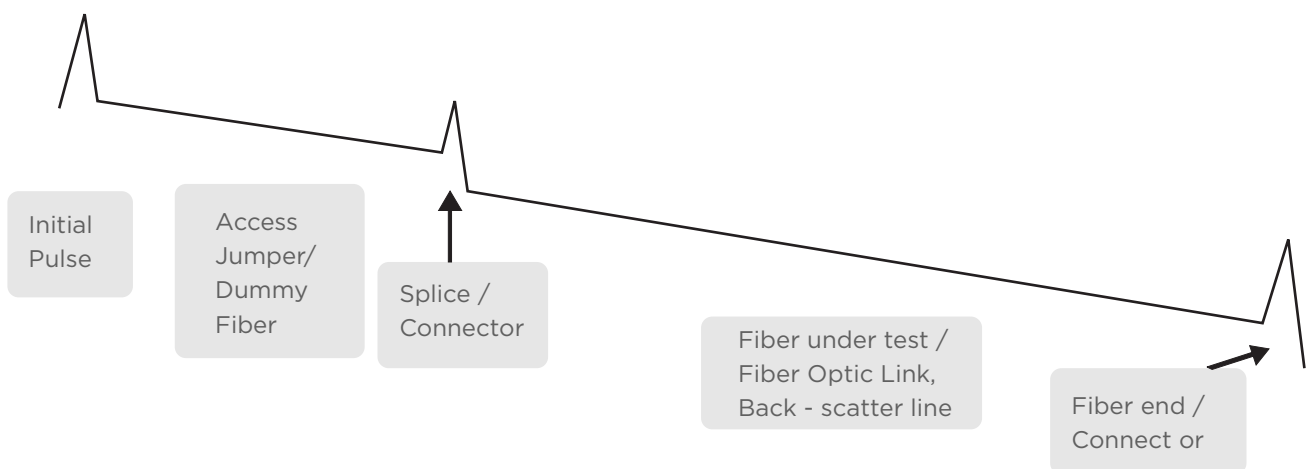 Initial
Pulse
Access
Jumper/
Dummy
Fiber
Splice /
Connector
Fiber under test /
Fiber Optic Link,
Back - scatter line
Fiber end /
Connect or